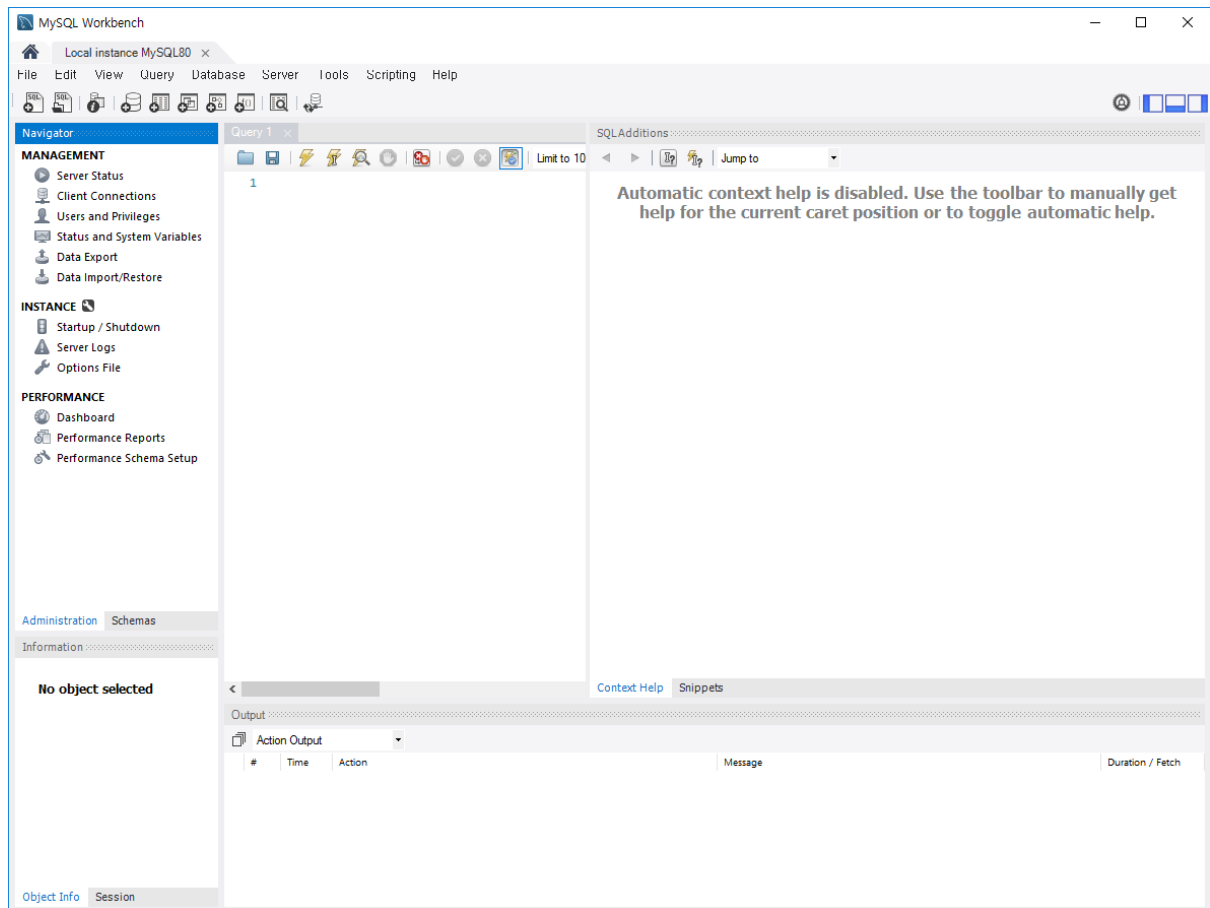 MySQL Workbench
Local instance MySQL80
File Edit View Query Database Server Tools Scripting Help
Navigator
MANAGEMENT
Server Status
Client Connections
Users and Privileges
Status and System Variables
Data Export
Data Import/Restore
INSTANCE
Startup / Shutdown
Server Logs
Options File
PERFORMANCE
Dashboard
Performance Reports
Performance Schema Setup
Administration Schemas
Information
No object selected
Object Info Session
Query 1
Limit to 10
1
SQLAdditions
Jump to
Automatic context help is disabled. Use the toolbar to manually get
help for the current caret position or to toggle automatic help.
Context Help Snippets
Output
Action Output
# Time Action Message Duration / Fetch